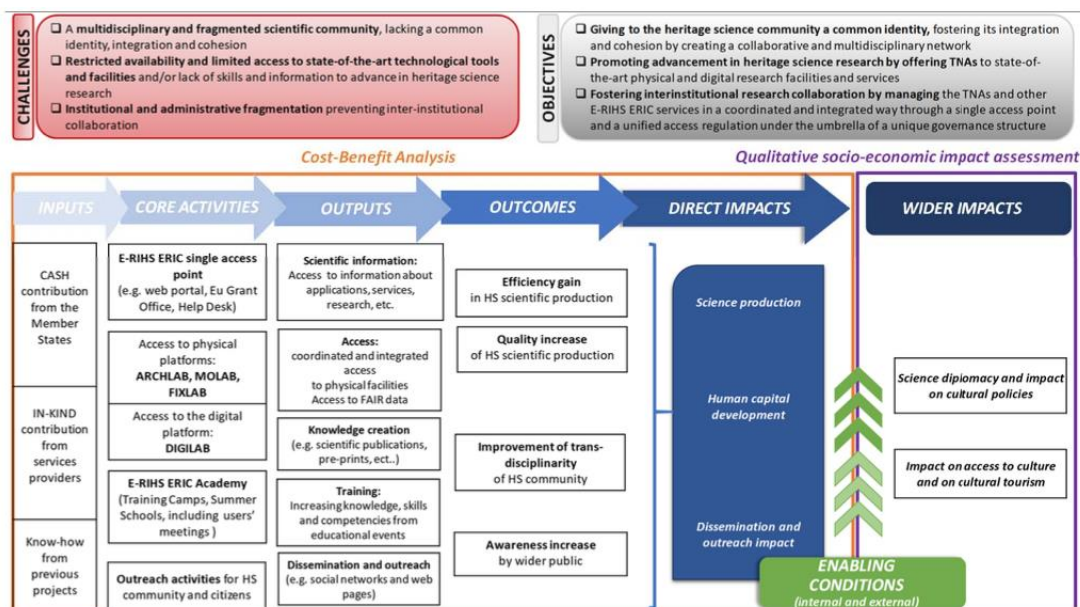 CHALLENGES
❑ A multidisciplinary and fragmented scientific community, lacking a common
identity, integration and cohesion
❑ Restricted availability and limited access to state-of-the-art technological tools
and facilities and/or lack of skills and information to advance in heritage science
research
❑ Institutional and administrative fragmentation preventing inter-institutional
collaboration
OBJECTIVES
❑ Giving to the heritage science community a common identity, fostering its integration
and cohesion by creating a collaborative and multidisciplinary network
❑ Promoting advancement in heritage science research by offering TNAs to state-of-
the-art physical and digital research facilities and services
❑ Fostering interinstitutional research collaboration by managing the TNAs and other
E-RIHS ERIC services in a coordinated and integrated way through a single access point
and a unified access regulation under the umbrella of a unique governance structure
Cost-Benefit Analysis
Qualitative socio-economic impact assessment
INPUTS
CORE ACTIVITIES
OUTPUTS
OUTCOMES
DIRECT IMPACTS
WIDER IMPACTS
CASH
contribution
from the
Member
States
IN-KIND
contribution
from
services
providers
Know-how
from
previous
projects
E-RIHS ERIC single access
point
(e.g. web portal, Eu Grant
Office, Help Desk)
Access to physical
platforms:
ARCHLAB, MOLAB,
FIXLAB
Access to the digital
platform:
DIGILAB
E-RIHS ERIC Academy
(Training Camps, Summer
Schools, including users’
meetings )
Outreach activities for HS
community and citizens
Scientific information:
Access to information about
applications, services,
research, etc.
Access:
coordinated and integrated
access
to physical facilities
Access to FAIR data
Knowledge creation
(e.g. scientific publications,
pre-prints, ect..)
Training:
Increasing knowledge, skills
and competencies from
educational events
Dissemination and outreach
(e.g. social networks and web
pages)
Efficiency gain
in HS scientific production
Quality increase
of HS scientific production
Improvement of trans-
disciplinarity
of HS community
Awareness increase
by wider public
Science production
Human capital
development
Dissemination and
outreach impact
Science dipiomacy and impact
on cultural policies
Impact on access to culture
and on cultural tourism
ENABLING
CONDITIONS
(internal and external)